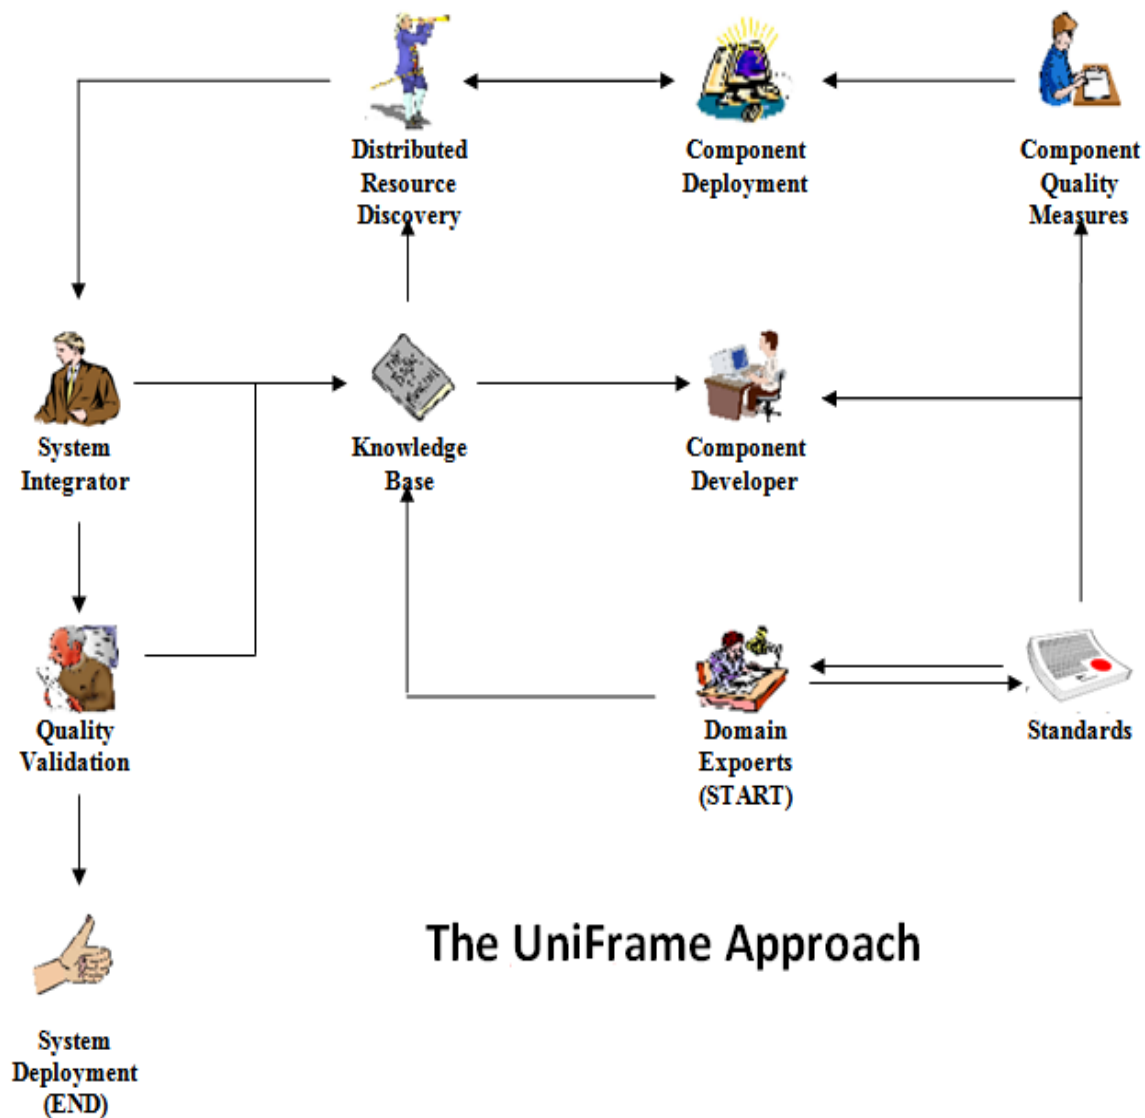 Distributed
Resource
Discovery
Component
Deployment
Component
Quality
Measures
System
Integrator
Knowledge
Base
Component
Developer
Quality
Validation
Domain
Expoerts
(START)
Standards
The UniFrame Approach
System
Deployment
(END)